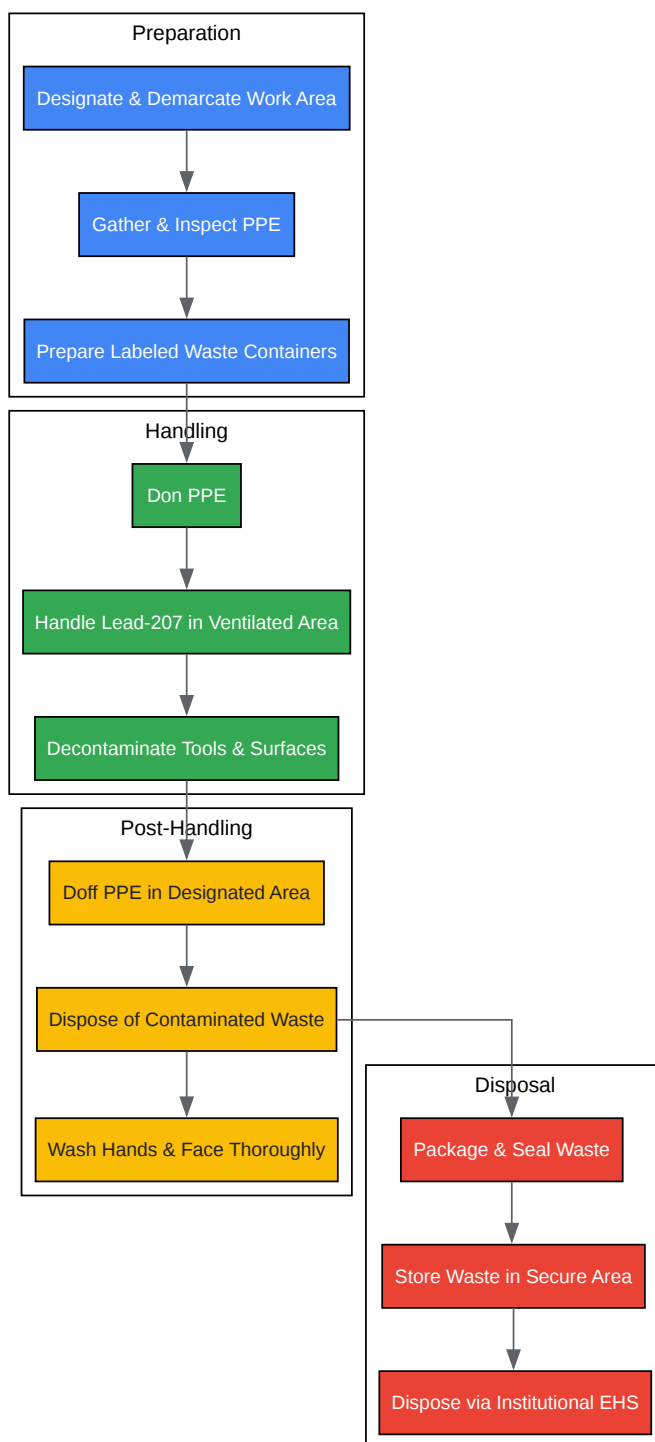 Preparation
Designate & Demarcate Work Area
Gather & Inspect PPE
Prepare Labeled Waste Containers
Handling
Don PPE
Handle Lead-207 in Ventilated Area
Decontaminate Tools & Surfaces
Post-Handling
Doff PPE in Designated Area
Dispose of Contaminated Waste
Wash Hands & Face Thoroughly
Disposal
Package & Seal Waste
Store Waste in Secure Area
Dispose via Institutional EHS